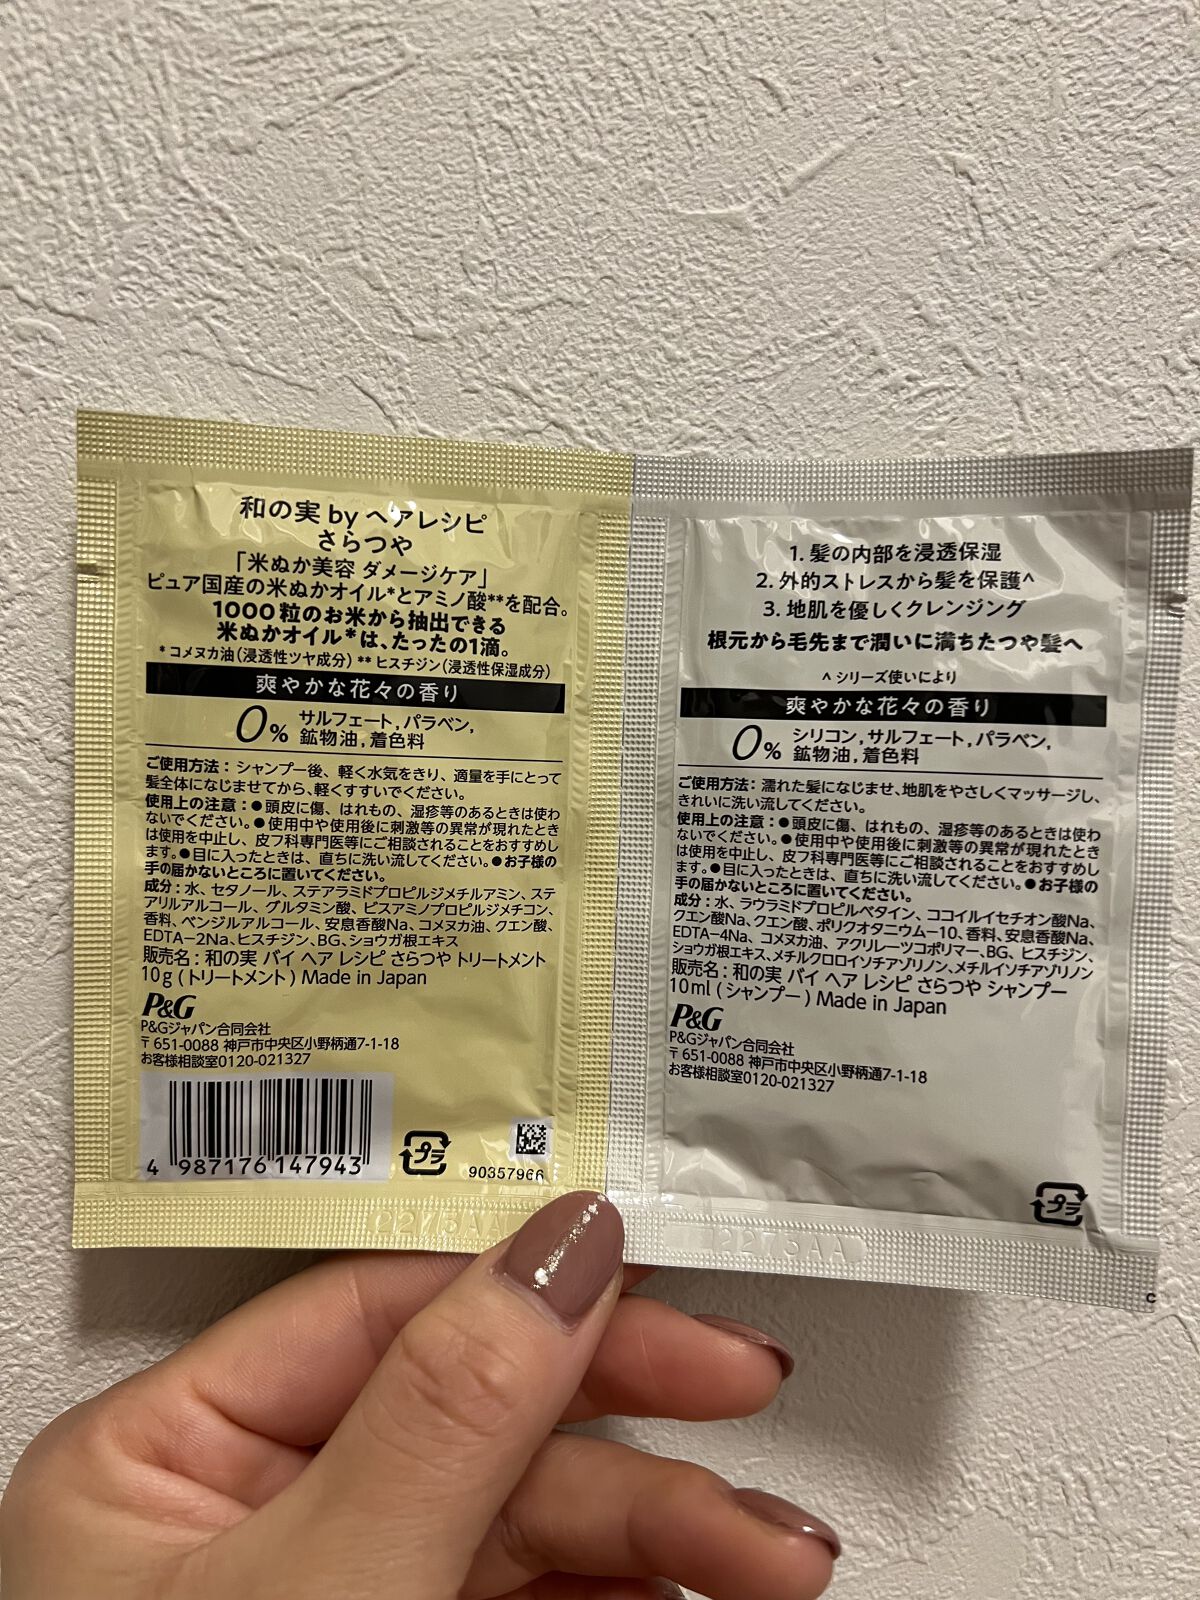 和の実 by ヘアレシピ
さらつや
「米ぬか美容 ダメージケア」
ピュア国産の米ぬかオイル*とアミノ酸**を配合。
1000粒のお米から抽出できる
米ぬかオイル*は、たったの1滴。
* コメヌカ油(浸透性ツヤ成分) ** ヒスチジン(浸透性保湿成分)
爽やかな花々の香り
0% サルフェート, パラベン,
鉱物油, 着色料
ご使用方法: シャンプー後、軽く水気をきり、適量を手にとって
髪全体になじませてから、軽くすすいでください。
使用上の注意: ●頭皮に傷、はれもの、湿疹等のあるときは使わ
ないでください。●使用中や使用後に刺激等の異常が現れたとき
は使用を中止し、皮フ科専門医等にご相談されることをおすすめし
ます。●目に入ったときは、直ちに洗い流してください。●お子様の
手の届かないところに置いてください。
成分: 水、セタノール、ステアラミドプロピルジメチルアミン、ステ
アリルアルコール、グルタミン酸、ビスアミノプロピルジメチコン、
香料、ベンジルアルコール、安息香酸Na、コメヌカ油、クエン酸、
EDTA-2Na、ヒスチジン、BG、ショウガ根エキス
販売名: 和の実 バイ ヘア レシピ さらつや トリートメント
10g (トリートメント) Made in Japan
P&G
P&Gジャパン合同会社
〒651-0088 神戸市中央区小野柄通7-1-18
お客様相談室0120-021327
4 987176 147943
プラ
90357966
2273AA
1. 髪の内部を浸透保湿
2. 外的ストレスから髪を保護^
3. 地肌を優しくクレンジング
根元から毛先まで潤いに満ちたつや髪へ
^ シリーズ使いにより
爽やかな花々の香り
0% シリコン, サルフェート, パラベン,
鉱物油, 着色料
ご使用方法: 濡れた髪になじませ、地肌をやさしくマッサージし、
きれいに洗い流してください。
使用上の注意: ●頭皮に傷、はれもの、湿疹等のあるときは使わ
ないでください。●使用中や使用後に刺激等の異常が現れたとき
は使用を中止し、皮フ科専門医等にご相談されることをおすすめし
ます。●目に入ったときは、直ちに洗い流してください。●お子様の
手の届かないところに置いてください。
成分: 水、ラウラミドプロピルベタイン、ココイルイセチオン酸Na、
クエン酸Na、クエン酸、ポリクオタニウム-10、香料、安息香酸Na、
EDTA-4Na、コメヌカ油、アクリルーツコポリマー、BG、ヒスチジン、
ショウガ根エキス、メチルクロロイソチアゾリノン、メチルイソチアゾリノン
販売名: 和の実 バイ ヘア レシピ さらつや シャンプー
10ml (シャンプー) Made in Japan
P&G
P&Gジャパン合同会社
〒651-0088 神戸市中央区小野柄通7-1-18
お客様相談室0120-021327
プラ
2273AA
C